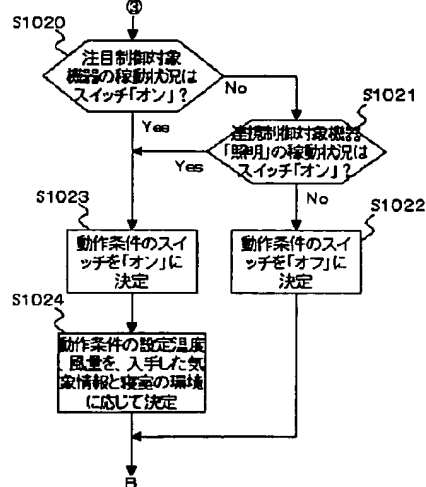 ③
S1020
注目制御対象
機器の稼動状況は
スイッチ「オン」?
No
S1021
Yes
連携制御対象機器
「照明」の稼動状況は
スイッチ「オン」?
Yes
No
S1023
S1022
動作条件のスイ
ッチを「オン」に
決定
動作条件のスイ
ッチを「オフ」に
決定
S1024
動作条件の設定温度
、風量を、入手した気
象情報と寝室の環境
に応じて決定
B